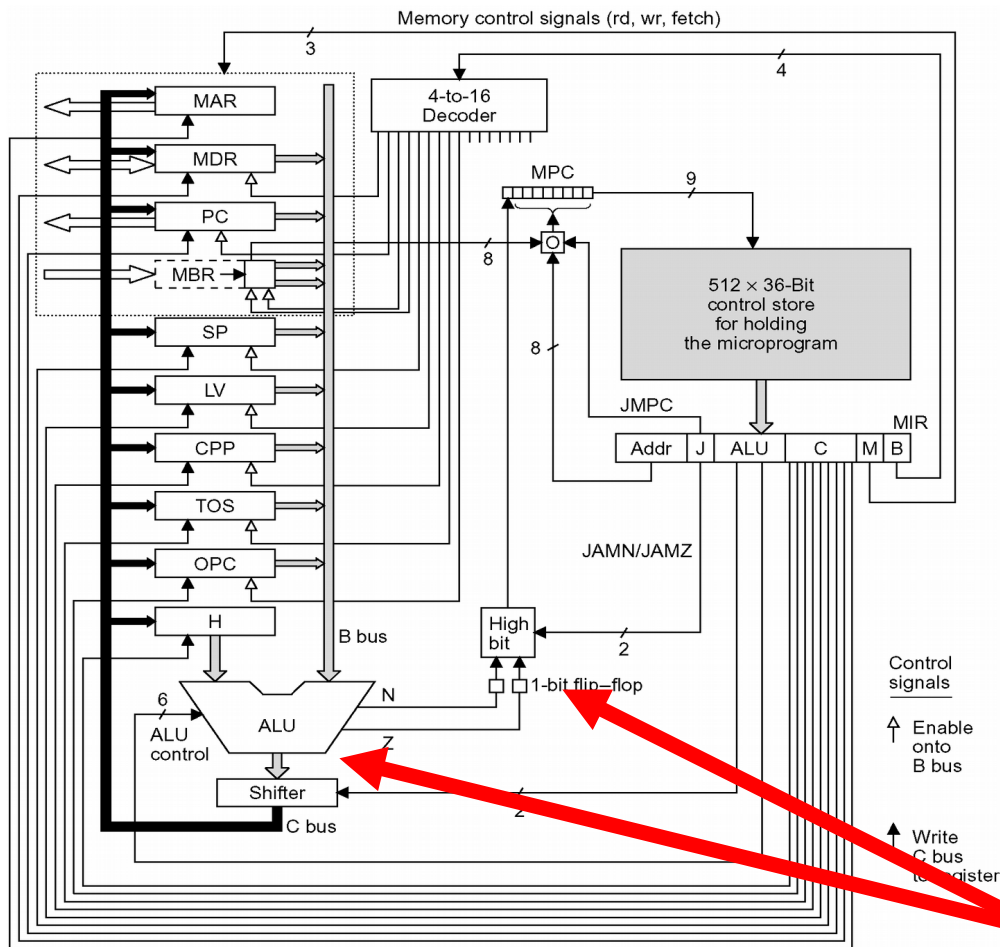 Memory control signals (rd, wr, fetch)
3
4
MAR
4-to-16
Decoder
MDR
MPC
9
PC
8
MBR
512 × 36-Bit
control store
for holding
the microprogram
SP
8
LV
JMPC
MIR
Addr J ALU C M B
CPP
TOS
JAMN/JAMZ
OPC
H
High
bit
B bus
2
Control
signals
1-bit flip–flop
N
6
ALU
control
ALU
Z
Enable
onto
B bus
Shifter
2
C bus
Write
C bus
to register